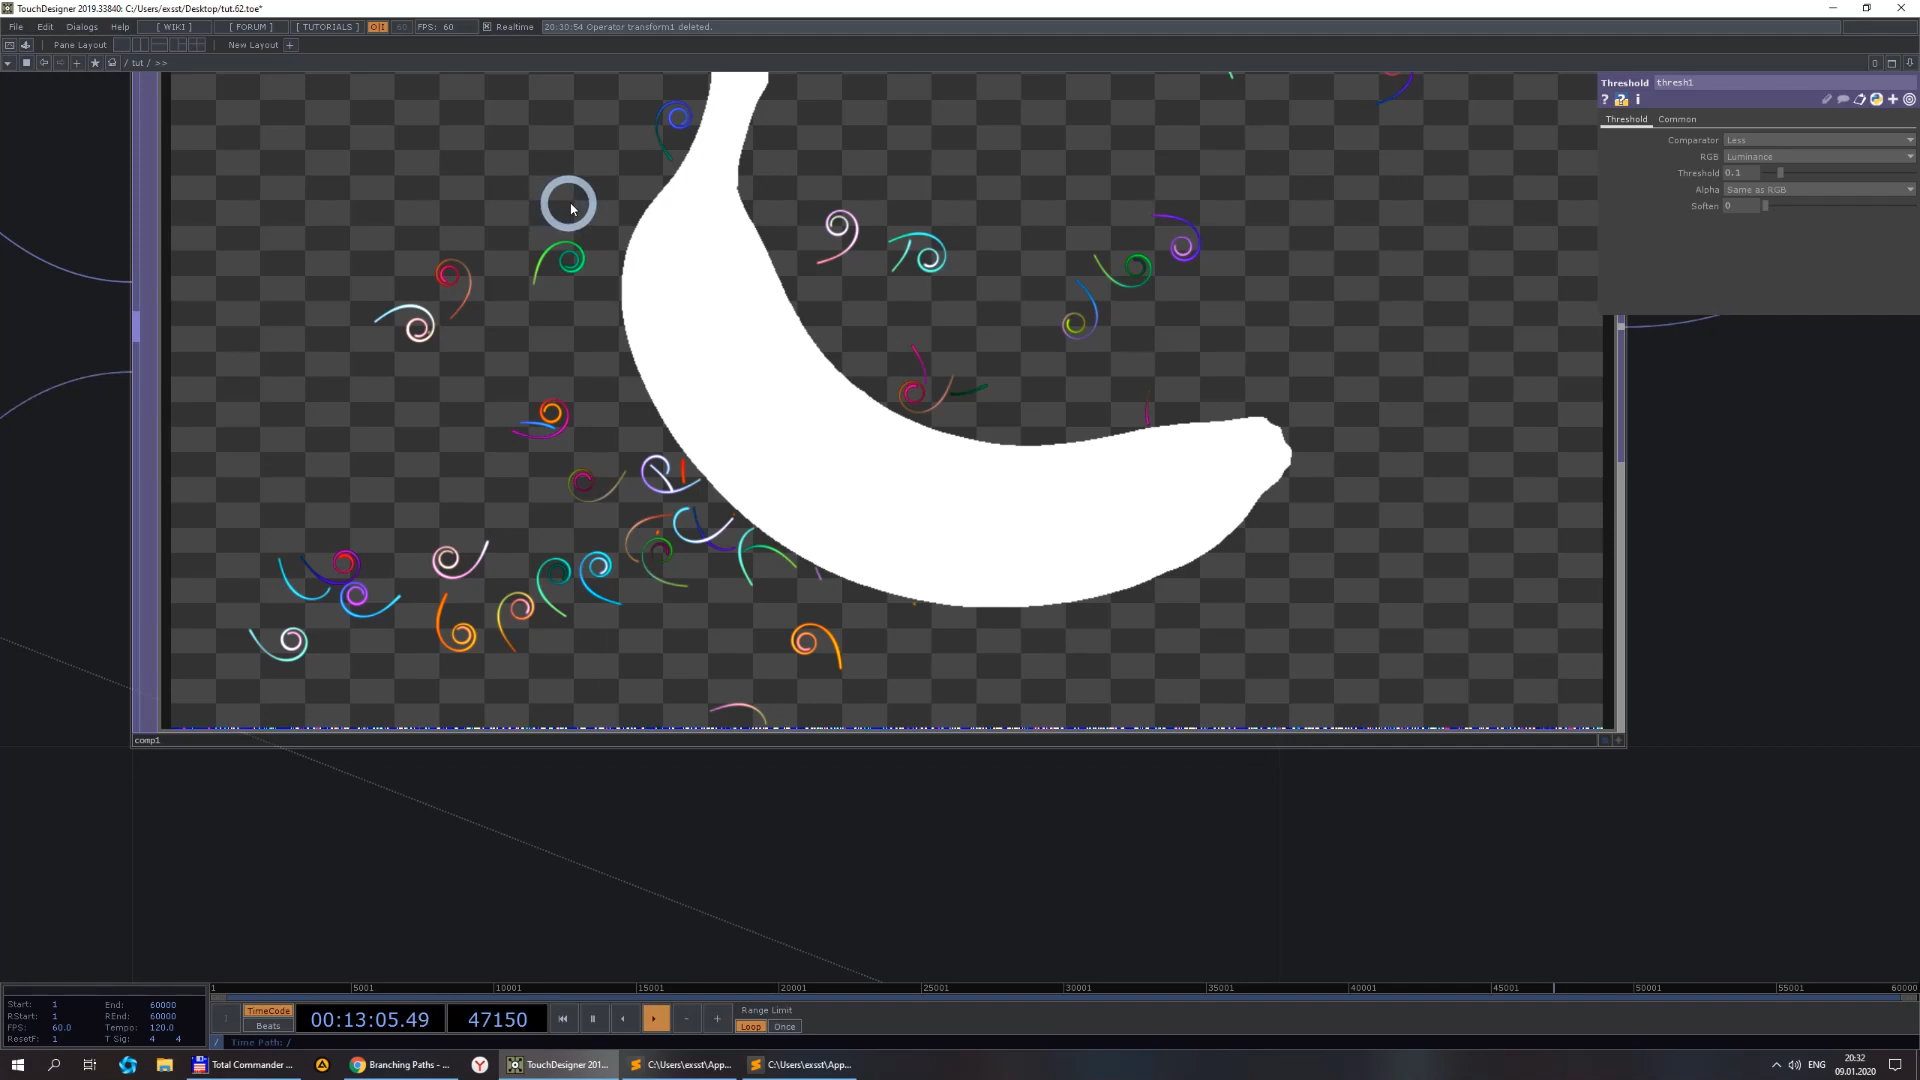 TouchDesigner 2019.33840: C:/Users/exsst/Desktop/tut.62.toe*
File Edit Dialogs Help [ WIKI ] [ FORUM ] [ TUTORIALS ] O|I 60 FPS: 60 Realtime 20:30:54 Operator transform1 deleted.
Pane Layout New Layout +
/ tut / >>
Threshold thresh1
Threshold Common
Comparator Less
RGB Luminance
Threshold 0.1
Alpha Same as RGB
Soften 0
comp1
1 5001 10001 15001 20001 25001 30001 35001 40001 45001 50001 55001 60000
Start: 1 End: 60000
RStart: 1 REnd: 60000
FPS: 60.0 Tempo: 120.0
ResetF: 1 T Sig: 4 4
TimeCode
Beats
00:13:05.49 47150
Range Limit
Loop Once
/ Time Path: /
Total Commander ... Branching Paths - ... TouchDesigner 201... C:\Users\exsst\App... C:\Users\exsst\App...
ENG
20:32
09.01.2020